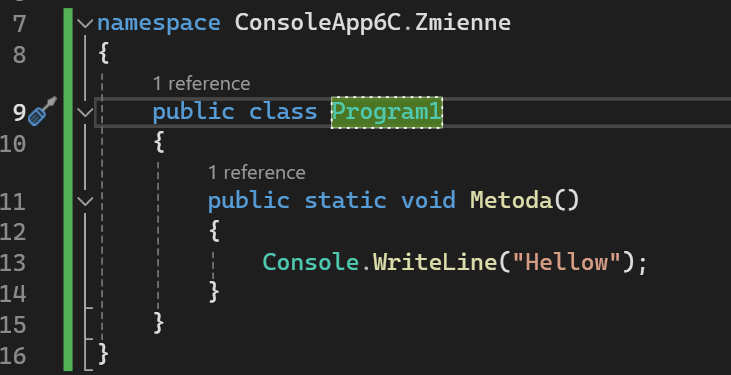 7 namespace ConsoleApp6C.Zmienne
8 {
1 reference
9 public class Program1
10 {
1 reference
11 public static void Metoda()
12 {
13 Console.WriteLine("Hellow");
14 }
15 }
16 }